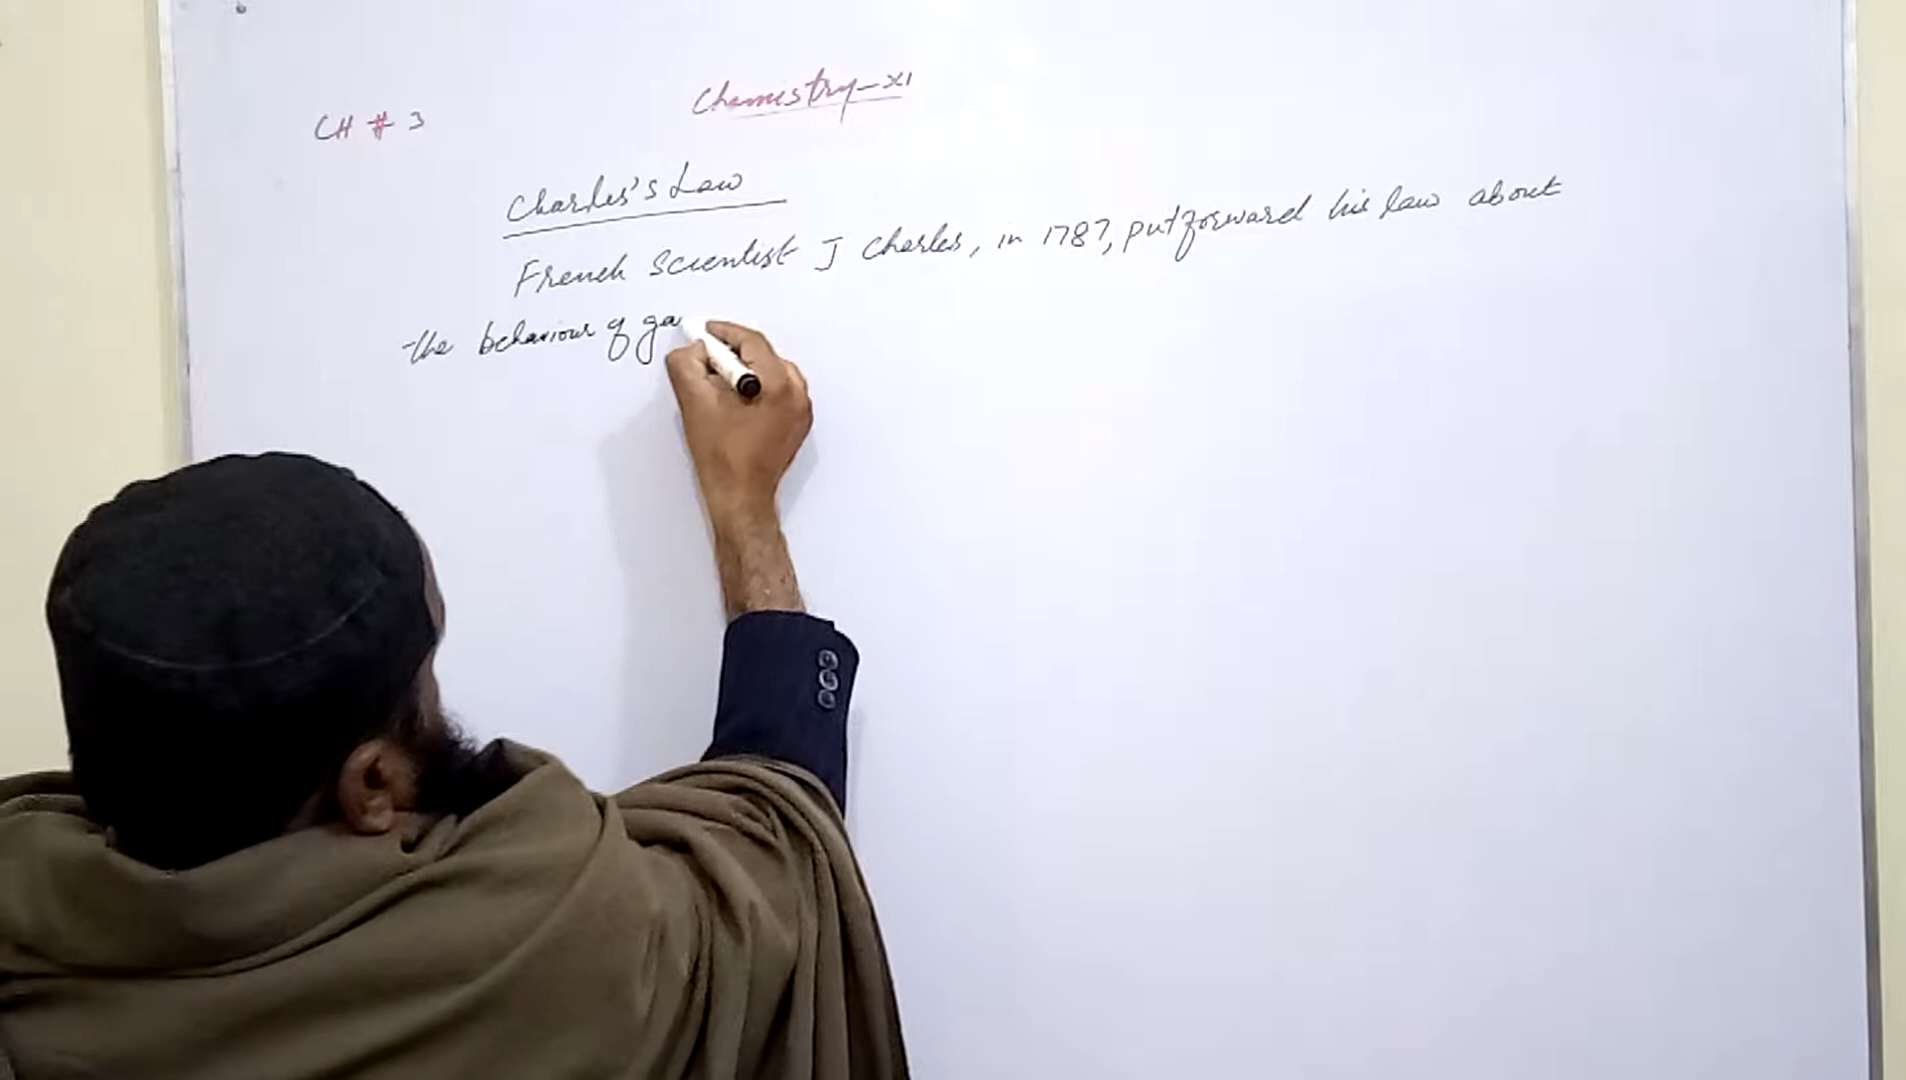 Chemistry-XI
CH # 3
Charles's Law
French Scientist J Charles, in 1787, put forward his law about
the behaviour of ga